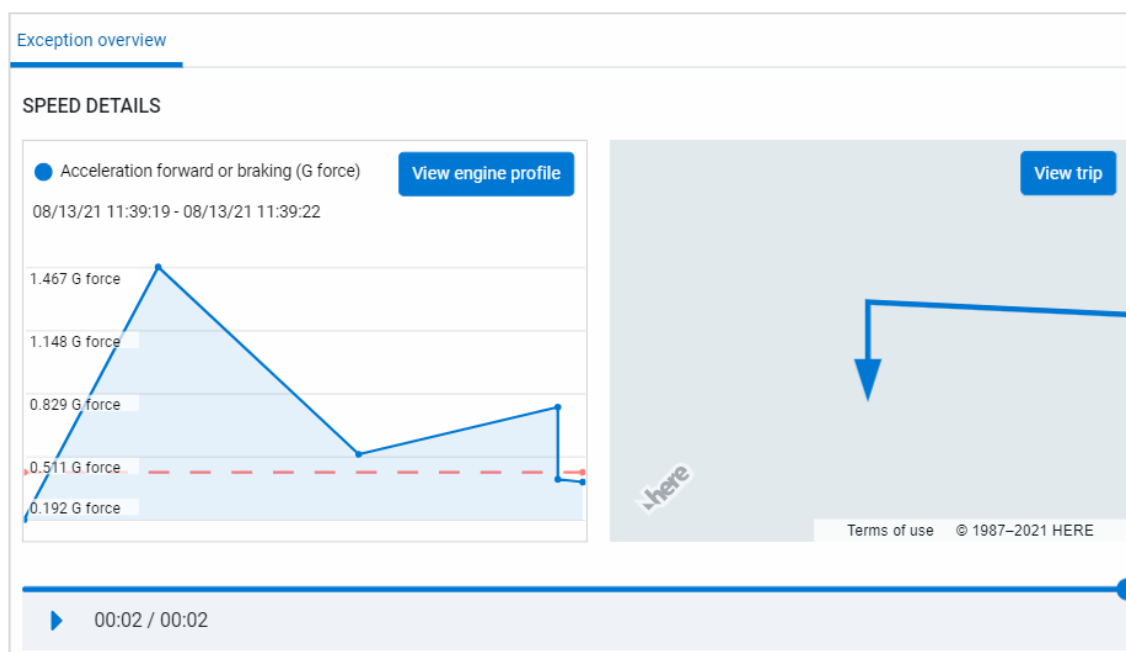 Exception overview
SPEED DETAILS
Acceleration forward or braking (G force)
View engine profile
08/13/21 11:39:19 - 08/13/21 11:39:22
1.467 G force
1.148 G force
0.829 G force
0.511 G force
0.192 G force
View trip
here
Terms of use © 1987–2021 HERE
00:02 / 00:02